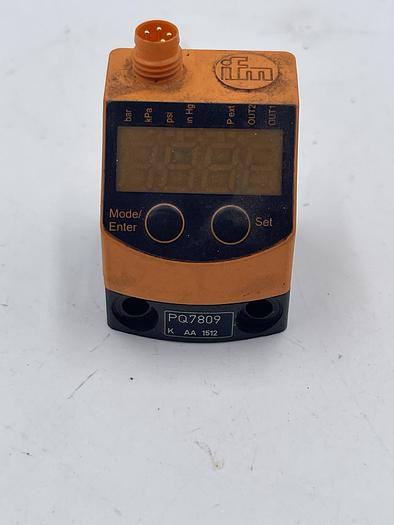 ifm
bar
kPa
psi
in Hg
P ext
OUT2
OUT1
Mode/
Enter
Set
PQ7809
K AA 1512